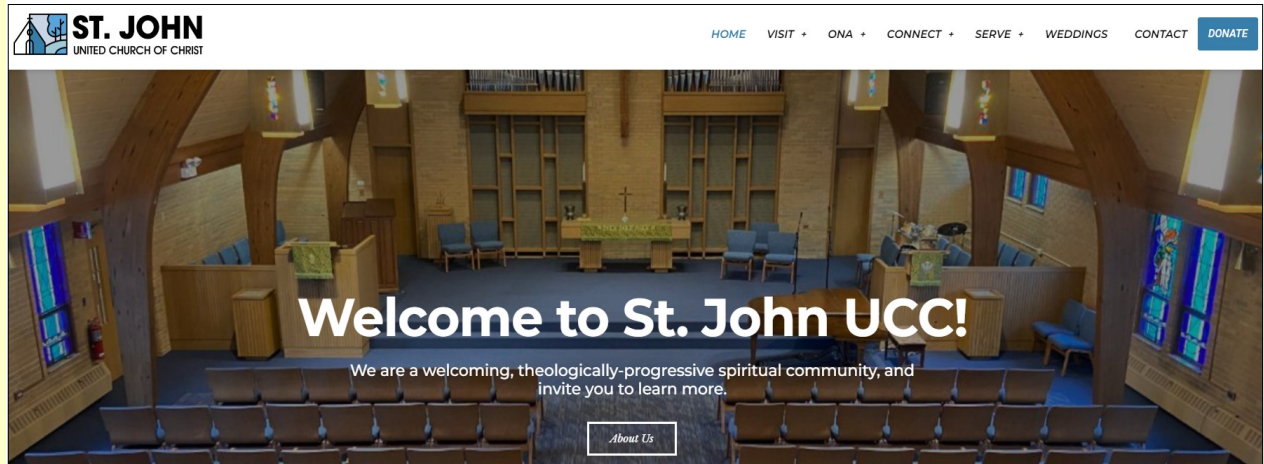 ST. JOHN
UNITED CHURCH OF CHRIST
HOME VISIT + ONA + CONNECT + SERVE + WEDDINGS CONTACT DONATE
Welcome to St. John UCC!
We are a welcoming, theologically-progressive spiritual community, and
invite you to learn more.
About Us